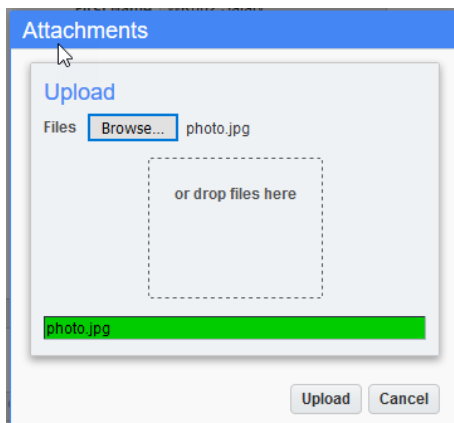 Attachments
Upload
Files Browse... photo.jpg
or drop files here
photo.jpg
Upload Cancel